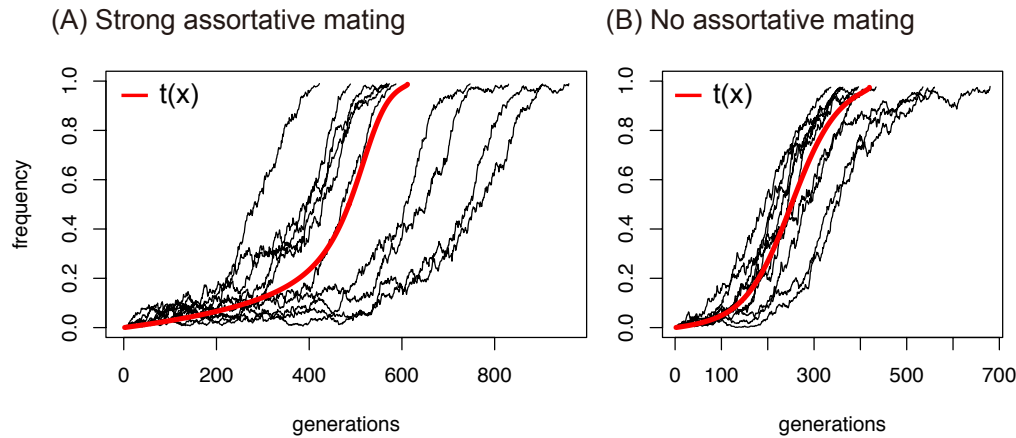 (A) Strong assortative mating
(B) No assortative mating
t(x)
t(x)
frequency
0.0 0.2 0.4 0.6 0.8 1.0
0 200 400 600 800
generations
0.0 0.2 0.4 0.6 0.8 1.0
0 100 300 500 700
generations